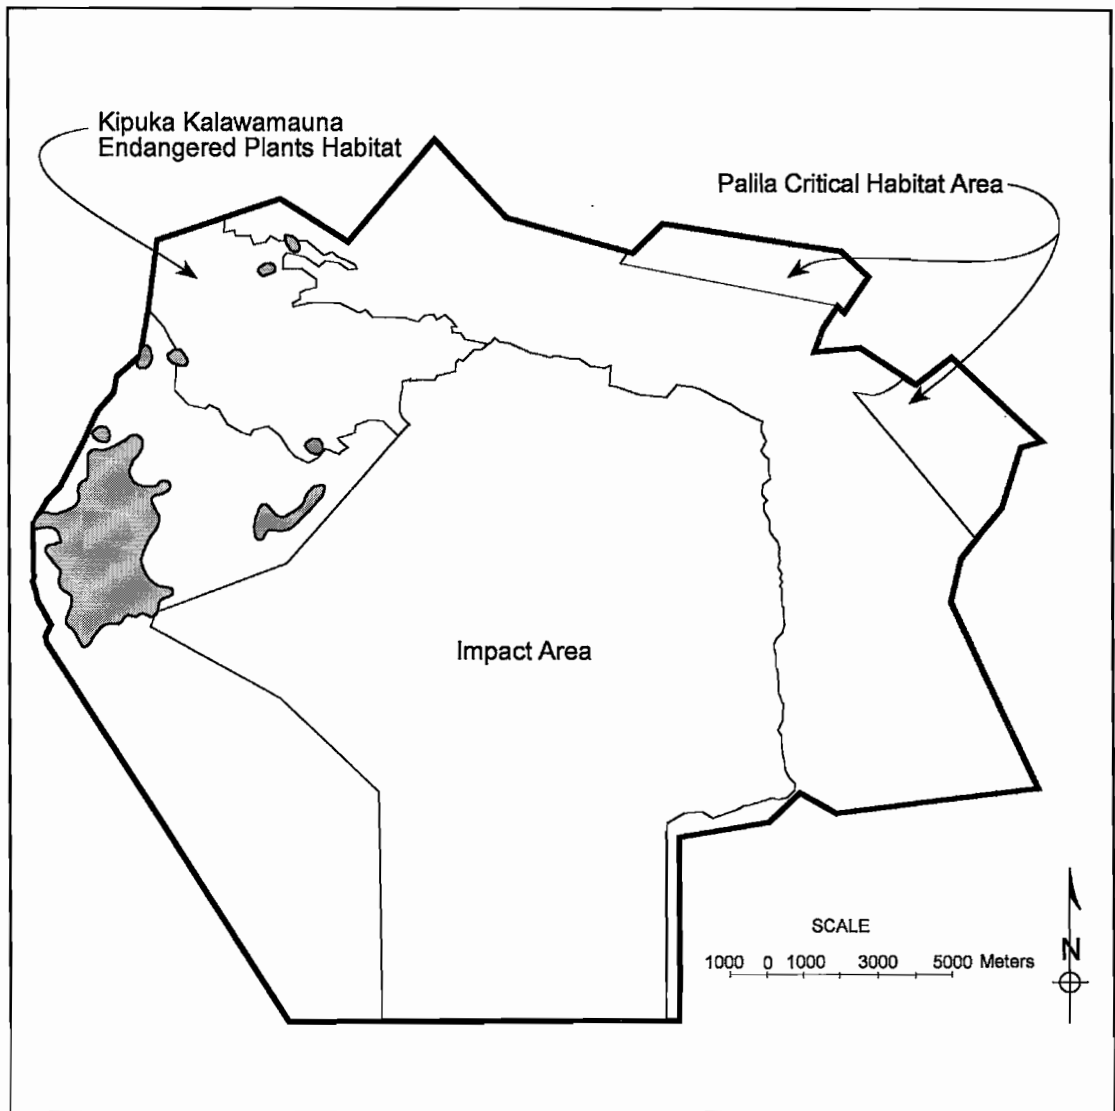 Kipuka Kalawamauna
Endangered Plants Habitat
Palila Critical Habitat Area
Impact Area
SCALE
1000 0 1000 3000 5000 Meters
N